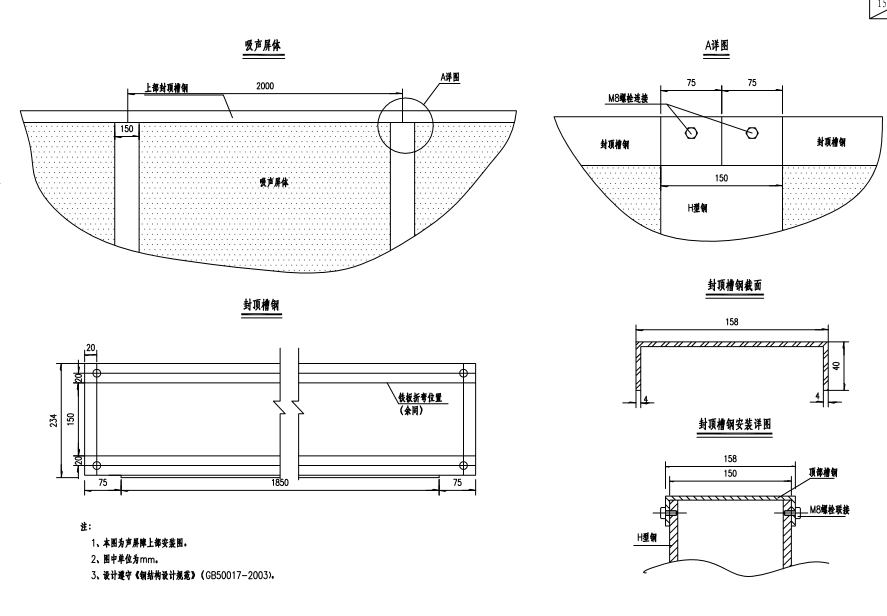 15
吸声屏体
A详图
上部封顶槽钢
2000
A详图
150
吸声屏体
75
75
M8螺栓连接
封顶槽钢
封顶槽钢
150
H型钢
封顶槽钢
20
20
234
150
20
铁板折弯位置
(余同)
75
1850
75
封顶槽钢截面
158
40
4
4
封顶槽钢安装详图
158
150
顶部槽钢
M8螺栓联接
H型钢
注:
1、本图为声屏障上部安装图。
2、图中单位为mm。
3、设计遵守《钢结构设计规范》(GB50017-2003)。